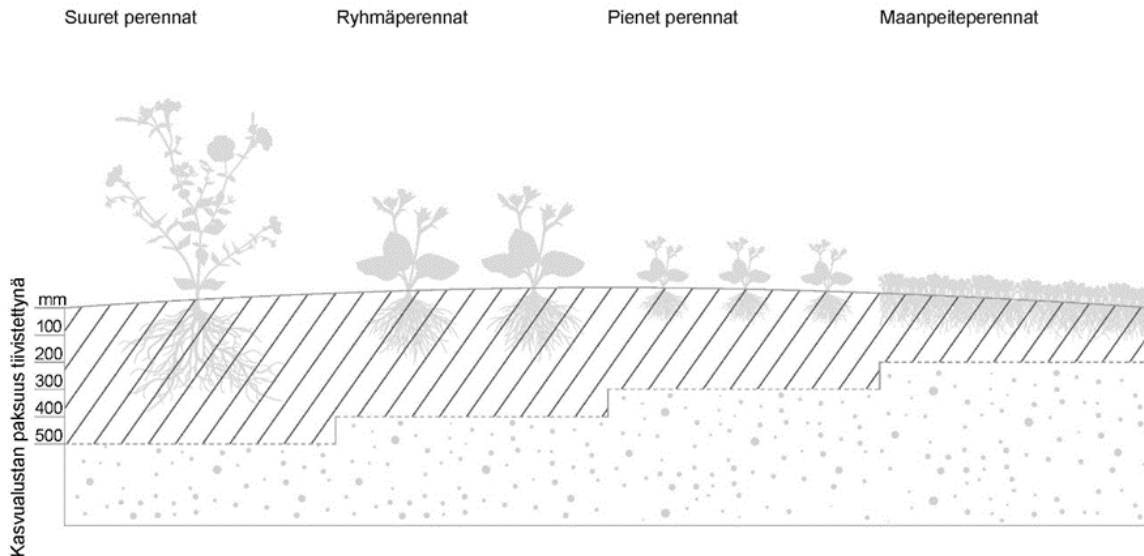 Suuret perennat
Ryhmäperennat
Pienet perennat
Maanpeiteperennat
Kasvualustan paksuus tiivistettynä
mm
100
200
300
400
500